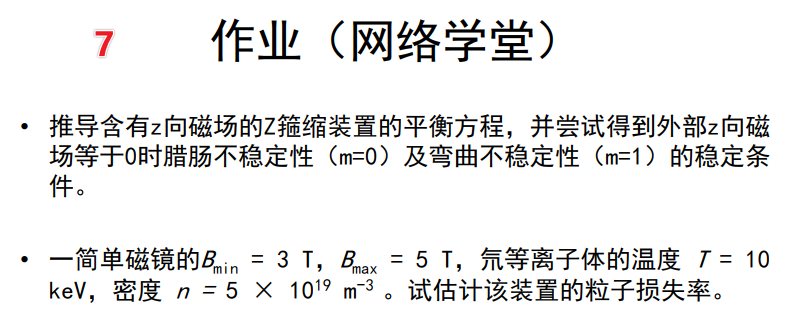 7
作业（网络学堂）
• 推导含有z向磁场的Z箍缩装置的平衡方程，并尝试得到外部z向磁
场等于0时腊肠不稳定性（m=0）及弯曲不稳定性（m=1）的稳定条
件。
• 一简单磁镜的Bmin = 3 T，Bmax = 5 T，氘等离子体的温度 T = 10
keV，密度 n = 5 × 10¹⁹ m⁻³ 。试估计该装置的粒子损失率。